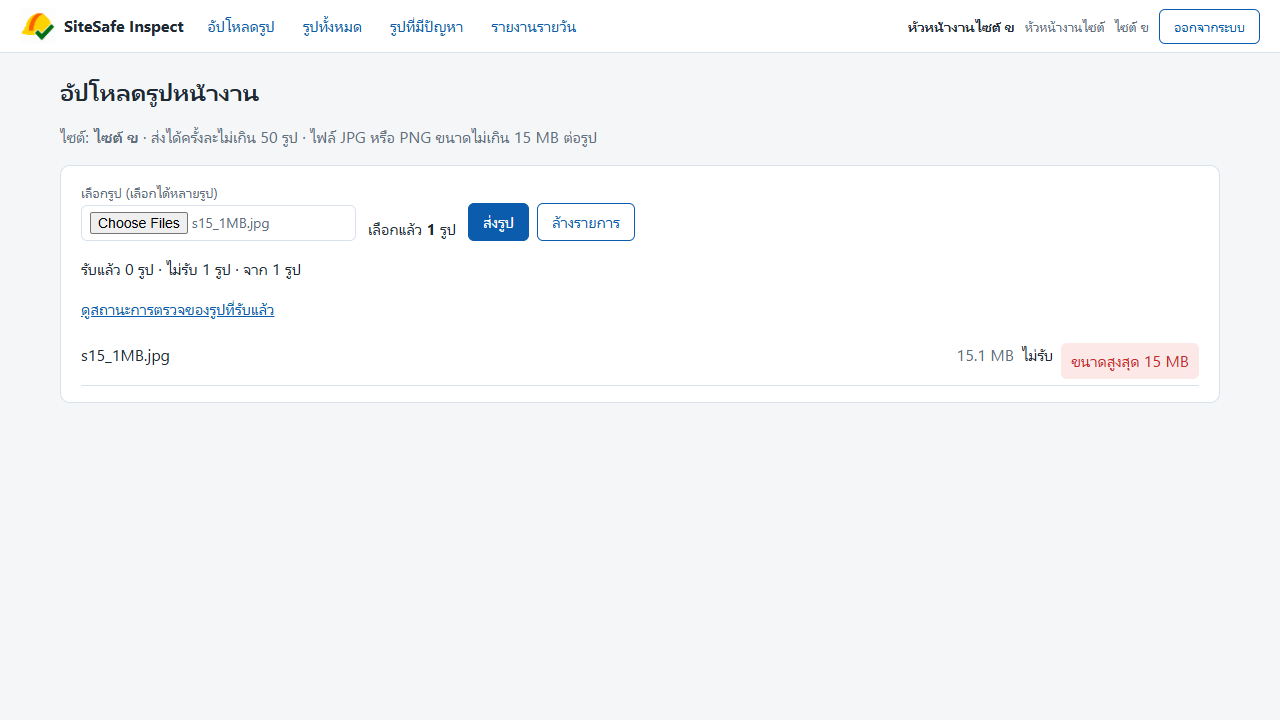 SiteSafe Inspect อัปโหลดรูป รูปทั้งหมด รูปที่มีปัญหา รายงานรายวัน หัวหน้างานไซต์ ข หัวหน้างานไซต์ ไซต์ ข ออกจากระบบ
อัปโหลดรูปหน้างาน
ไซต์: ไซต์ ข · ส่งได้ครั้งละไม่เกิน 50 รูป · ไฟล์ JPG หรือ PNG ขนาดไม่เกิน 15 MB ต่อรูป
เลือกรูป (เลือกได้หลายรูป)
Choose Files s15_1MB.jpg เลือกแล้ว 1 รูป ส่งรูป ล้างรายการ
รับแล้ว 0 รูป · ไม่รับ 1 รูป · จาก 1 รูป
ดูสถานะการตรวจของรูปที่รับแล้ว
s15_1MB.jpg 15.1 MB ไม่รับ ขนาดสูงสุด 15 MB